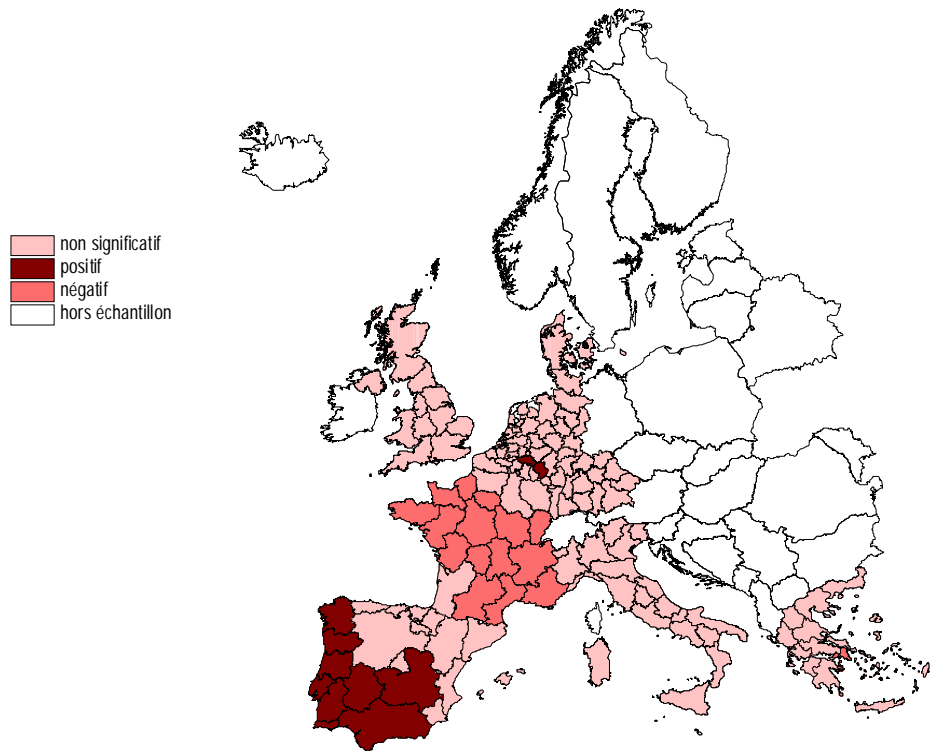 non significatif
positif
négatif
hors échantillon